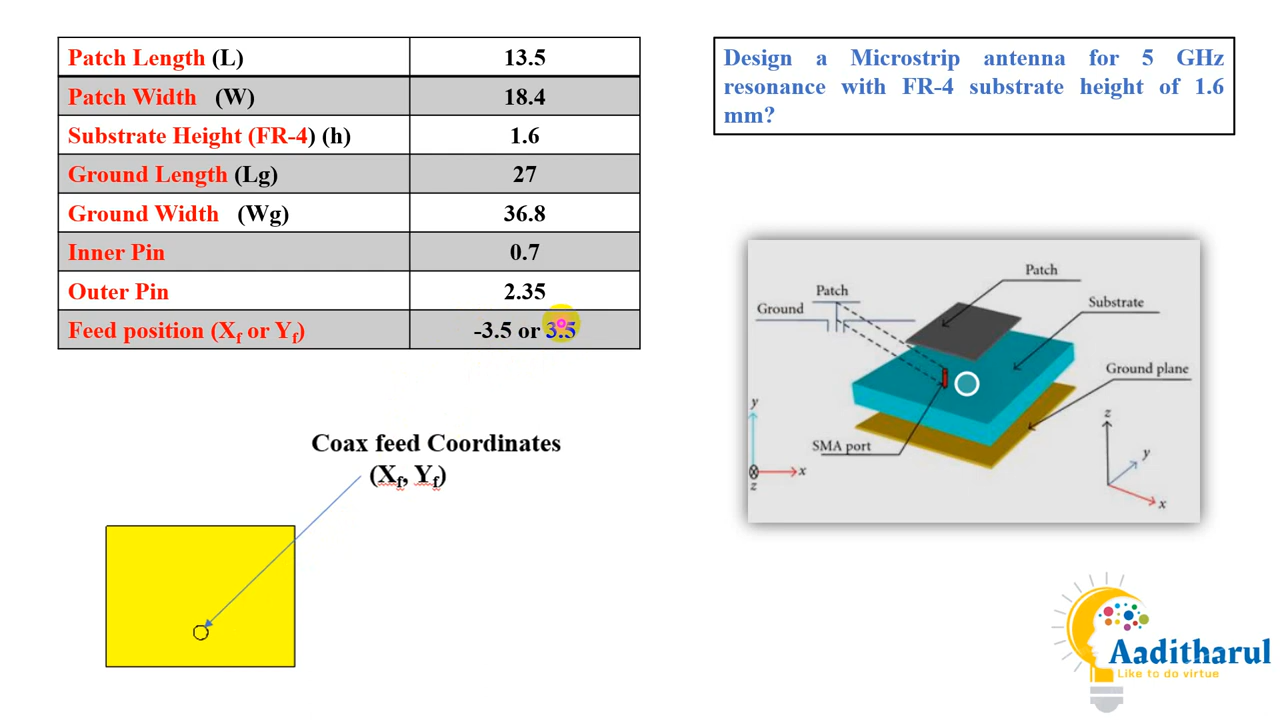 Patch Length (L) 13.5
Patch Width (W) 18.4
Substrate Height (FR-4) (h) 1.6
Ground Length (Lg) 27
Ground Width (Wg) 36.8
Inner Pin 0.7
Outer Pin 2.35
Feed position (Xf or Yf) -3.5 or 3.5
Design a Microstrip antenna for 5 GHz
resonance with FR-4 substrate height of 1.6
mm?
Patch
Patch
Ground
Substrate
Ground plane
SMA port
y
x
z
z
y
x
Coax feed Coordinates
(Xf, Yf)
Aaditharul
Like to do virtue